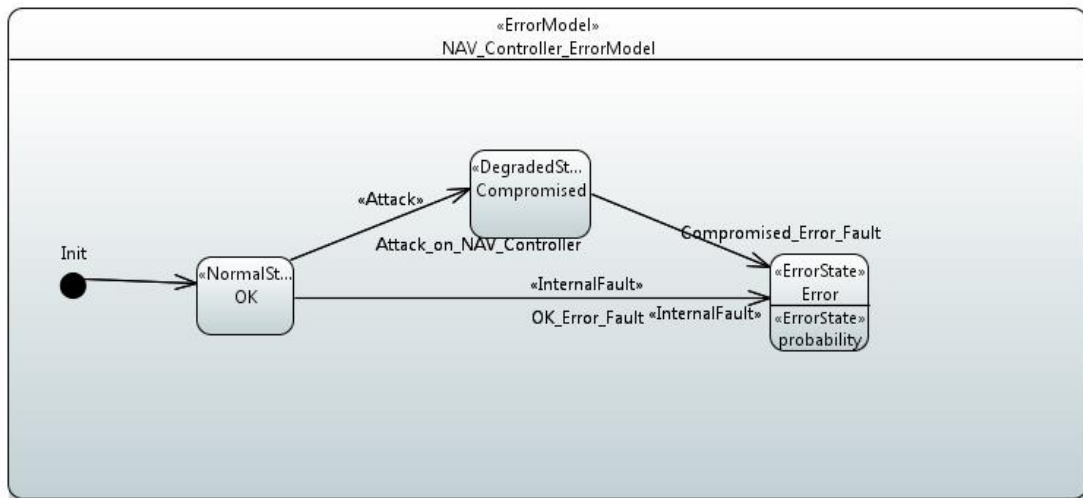 «ErrorModel»
NAV_Controller_ErrorModel
«DegradedSt...
Compromised
«Attack»
Attack_on_NAV_Controller
Compromised_Error_Fault
Init
«NormalSt...
OK
«InternalFault»
OK_Error_Fault
«InternalFault»
«ErrorState»
Error
«ErrorState»
probability